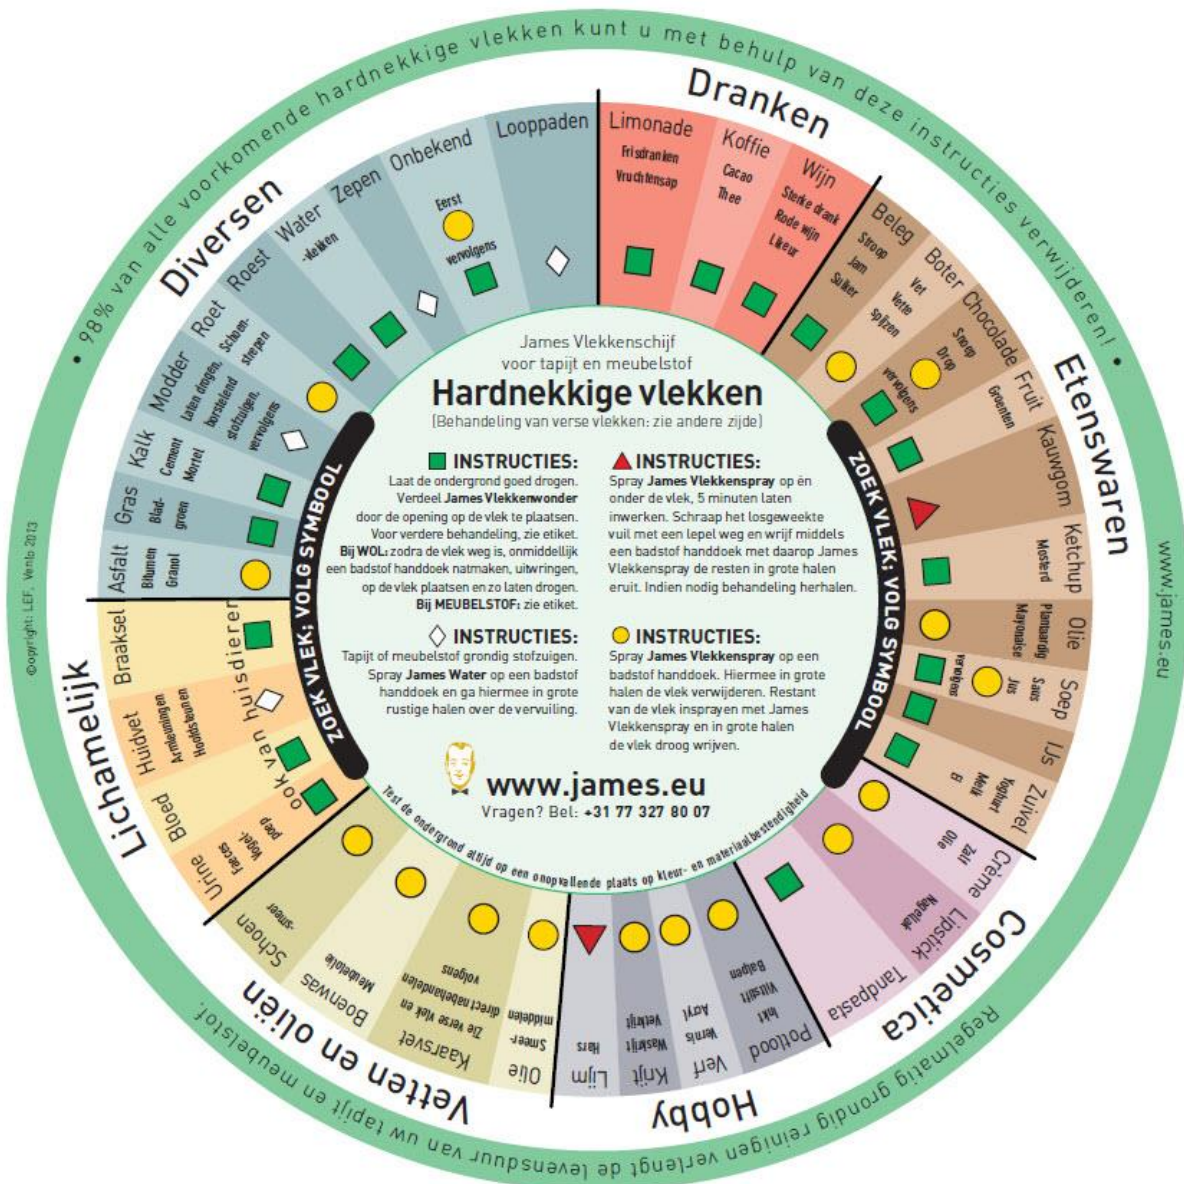 • 98% van alle voorkomende hardnekkige vlekken kunt u met behulp van deze instructies verwijderen! •
www.james.eu
Regelmatig grondig reinigen verlengt de levensduur van uw tapijt en meubelstof.
©opyright: LEF, Venlo 2013
Dranken
Limonade
Frisdranken
Vruchtensap
Koffie
Cacao
Thee
Wijn
Sterke drank
Rode wijn
Likeur
Etenswaren
Beleg
Stroop
Jam
Suiker
Boter
Vet
Vette
spijzen
Chocolade
Snoep
Drop
vervolgens
Fruit
Groenten
Kauwgom
Ketchup
Mosterd
Olie
Plantaardig
Mayonaise
Soep
Saus
Jus
vervolgens
IJs
Zuivel
Yoghurt
Melk
Ei
Cosmetica
Crème
Zalf
Olie
Lipstick
Nagellak
Tandpasta
Hobby
Potlood
Inkt
Viltstift
Balpen
Verf
Vernis
Acryl
Krijt
Waskrijt
Vetkrijt
Lijm
Hars
Vetten en oliën
Olie
Smeer-
middelen
Kaarsvet
Zie verse vlek en
direct nabehandelen
volgens
Boenwas
Meubelolie
Schoen
-smeer
Lichamelijk
Urine
Faeces
Vogel-
poep
Bloed
Huidvet
Armleuningen
Hoofdsteunen
Braaksel
ook van huisdieren
Diversen
Asfalt
Bitumen
Granol
Gras
Blad-
groen
Kalk
Cement
Mortel
Modder
Laten drogen,
borstelend
stofzuigen,
vervolgens
Roet
Schoen-
strepen
Roest
Water
-vlekken
Zepen
Onbekend
Eerst
vervolgens
Looppaden
ZOEK VLEK; VOLG SYMBOOL
ZOEK VLEK; VOLG SYMBOOL
James Vlekkenschijf
voor tapijt en meubelstof
Hardnekkige vlekken
(Behandeling van verse vlekken: zie andere zijde)
INSTRUCTIES:
Laat de ondergrond goed drogen.
Verdeel James Vlekkenwonder
door de opening op de vlek te plaatsen.
Voor verdere behandeling, zie etiket.
Bij WOL: zodra de vlek weg is, onmiddellijk
een badstof handdoek natmaken, uitwringen,
op de vlek plaatsen en zo laten drogen.
Bij MEUBELSTOF: zie etiket.
INSTRUCTIES:
Spray James Vlekkenspray op én
onder de vlek, 5 minuten laten
inwerken. Schraap het losgeweekte
vuil met een lepel weg en wrijf middels
een badstof handdoek met daarop James
Vlekkenspray de resten in grote halen
eruit. Indien nodig behandeling herhalen.
INSTRUCTIES:
Tapijt of meubelstof grondig stofzuigen.
Spray James Water op een badstof
handdoek en ga hiermee in grote
rustige halen over de vervuiling.
INSTRUCTIES:
Spray James Vlekkenspray op een
badstof handdoek. Hiermee in grote
halen de vlek verwijderen. Restant
van de vlek insprayen met James
Vlekkenspray en in grote halen
de vlek droog wrijven.
www.james.eu
Vragen? Bel: +31 77 327 80 07
Test de ondergrond altijd op een onopvallende plaats op kleur- en materiaalbestendigheid